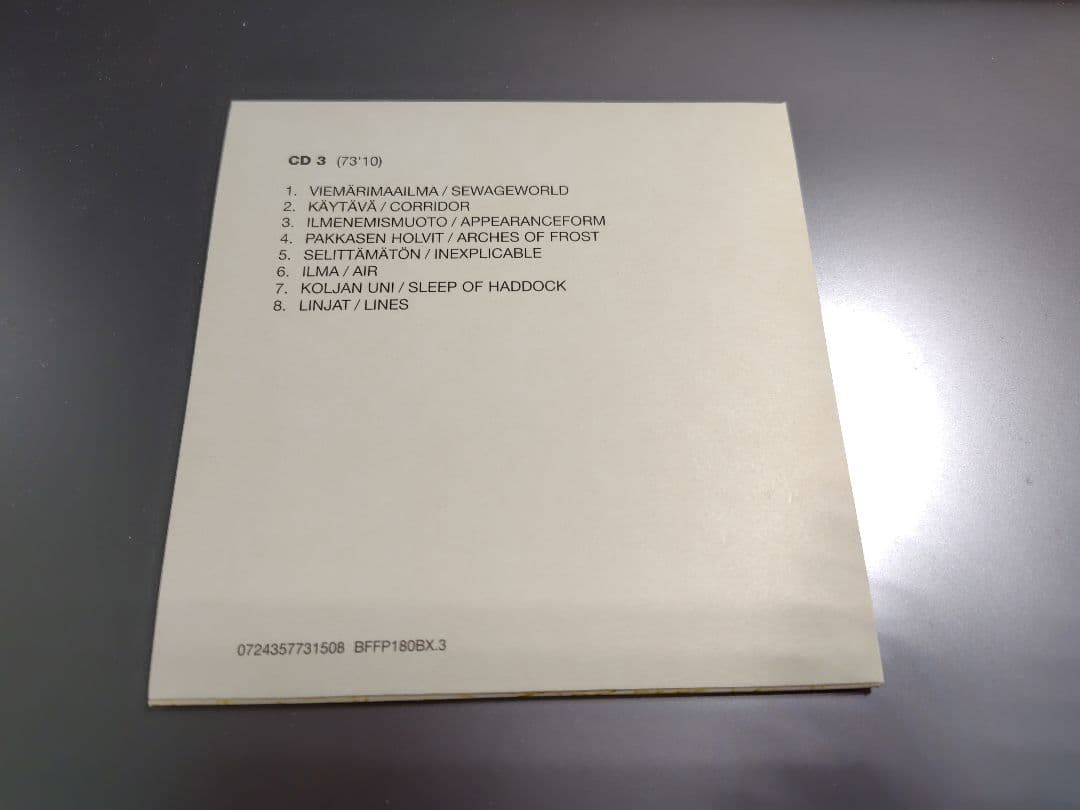 CD 3 (73'10)
1. VIEMÄRIMAAILMA / SEWAGEWORLD
2. KÄYTÄVÄ / CORRIDOR
3. ILMENEMISMUOTO / APPEARANCEFORM
4. PAKKASEN HOLVIT / ARCHES OF FROST
5. SELITTÄMÄTÖN / INEXPLICABLE
6. ILMA / AIR
7. KOLJAN UNI / SLEEP OF HADDOCK
8. LINJAT / LINES
0724357731508 BFFP180BX.3